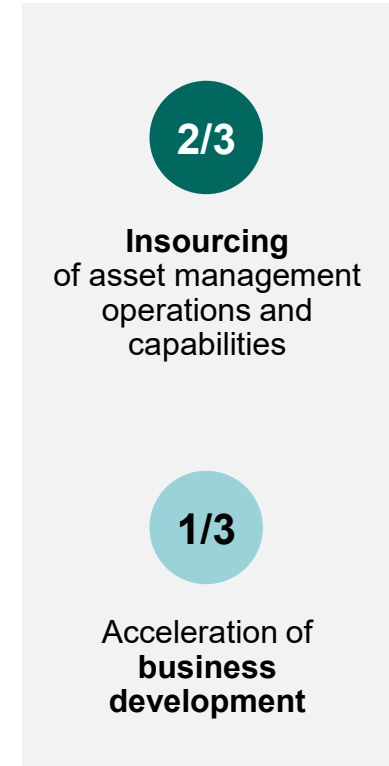 2/3
Insourcing
of asset management
operations and
capabilities
1/3
Acceleration of
business
development